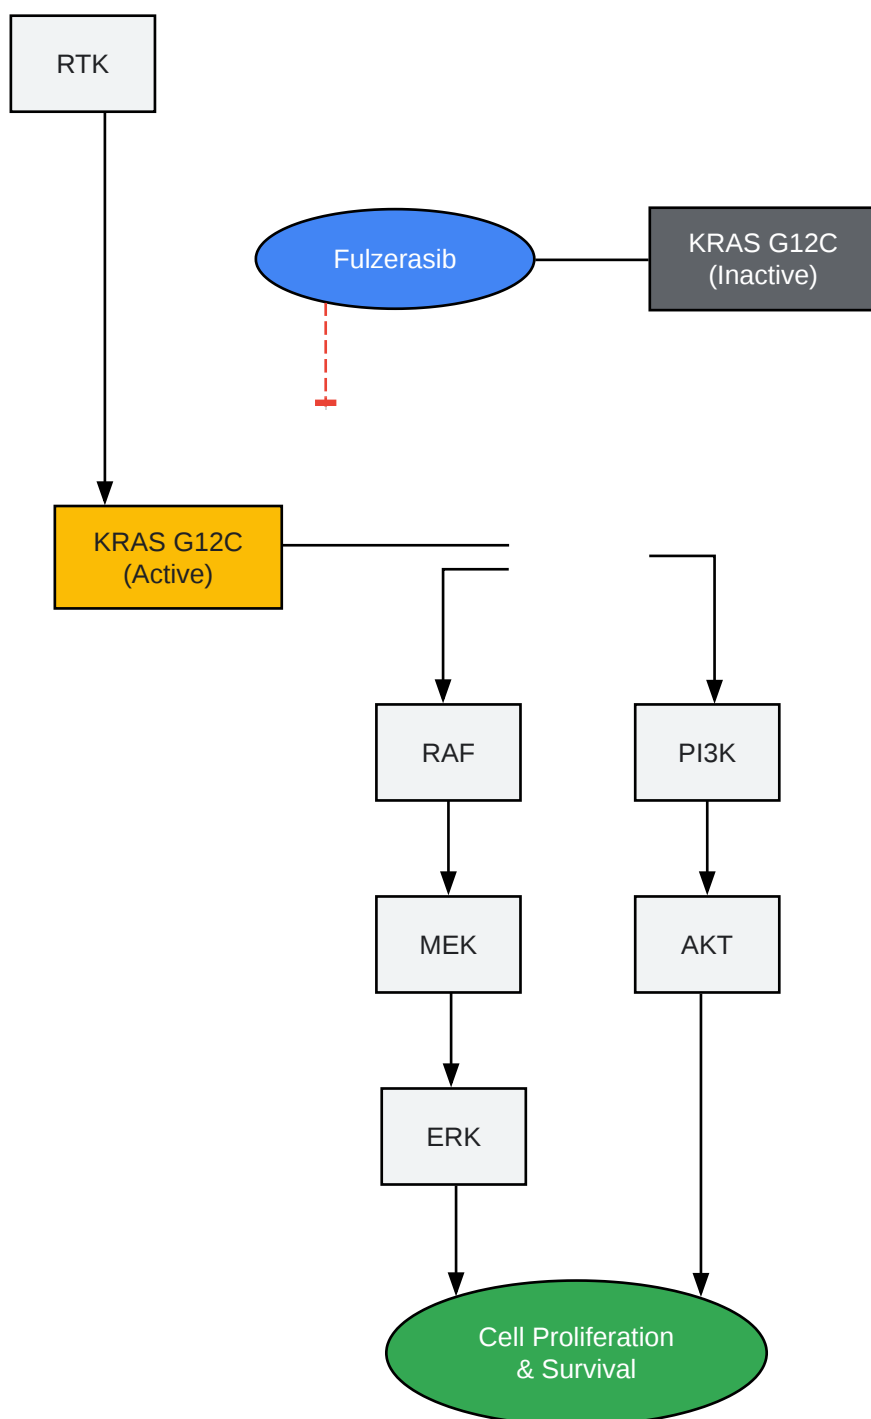 RTK
Fulzerasib
KRAS G12C
(Inactive)
KRAS G12C
(Active)
RAF
PI3K
MEK
AKT
ERK
Cell Proliferation
& Survival